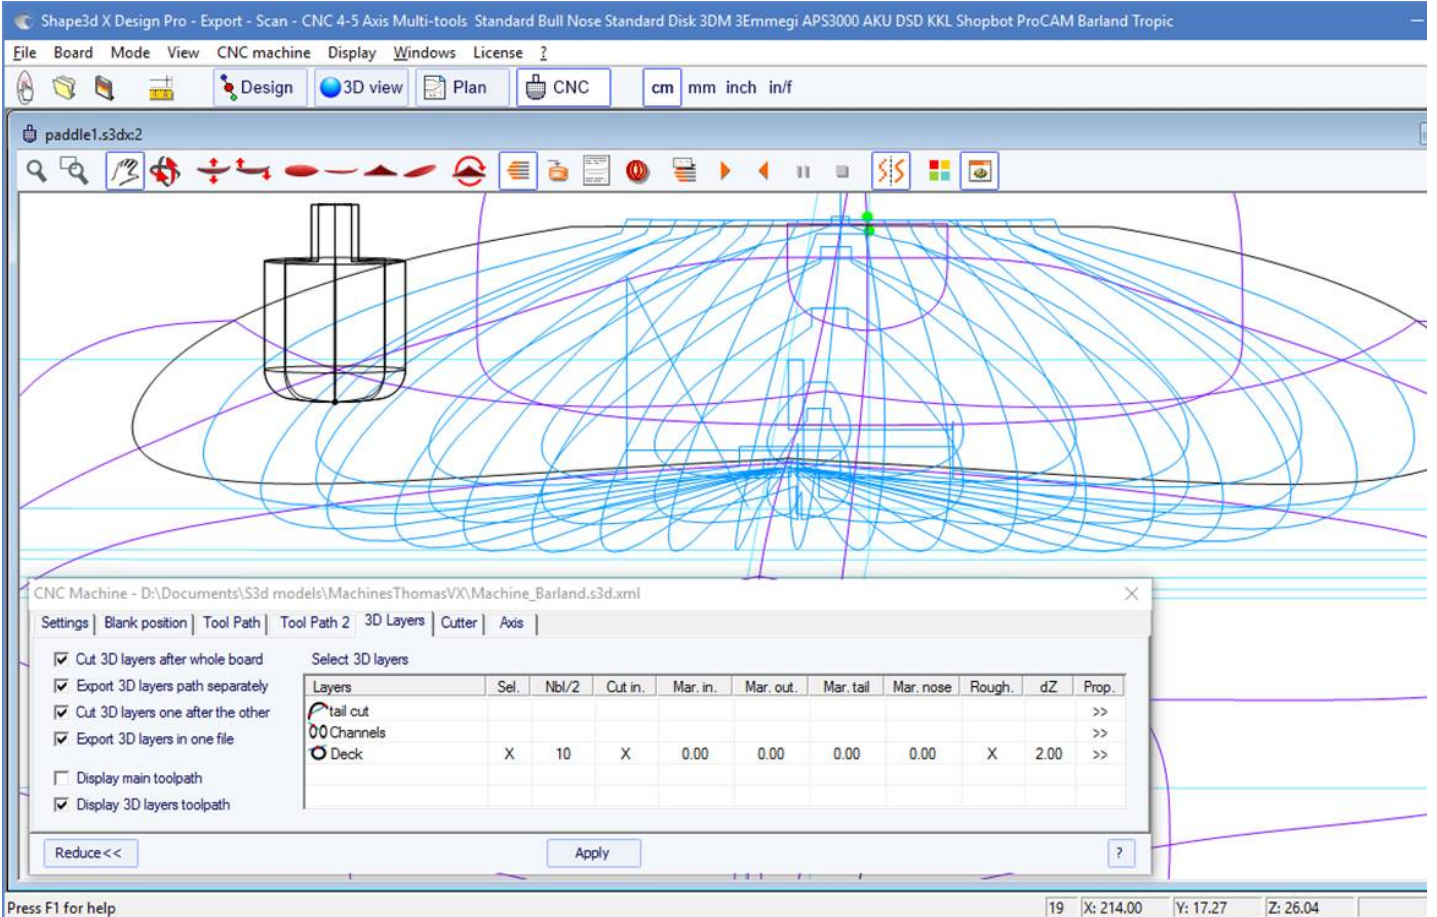 Shape3d X Design Pro - Export - Scan - CNC 4-5 Axis Multi-tools Standard Bull Nose Standard Disk 3DM 3Emmegi APS3000 AKU DSD KKL Shopbot ProCAM Barland Tropic
File Board Mode View CNC machine Display Windows License ?
Design 3D view Plan CNC cm mm inch in/f
paddle1.s3dx:2
CNC Machine - D:\Documents\S3d models\MachinesThomasVX\Machine_Barland.s3d.xml
Settings Blank position Tool Path Tool Path 2 3D Layers Cutter Axis
Cut 3D layers after whole board
Export 3D layers path separately
Cut 3D layers one after the other
Export 3D layers in one file
Display main toolpath
Display 3D layers toolpath
Select 3D layers
Layers Sel. Nbl/2 Cut in. Mar. in. Mar. out. Mar. tail Mar. nose Rough. dZ Prop.
tail cut >>
Channels >>
Deck X 10 X 0.00 0.00 0.00 0.00 X 2.00 >>
Reduce<< Apply ?
Press F1 for help 19 X: 214.00 Y: 17.27 Z: 26.04